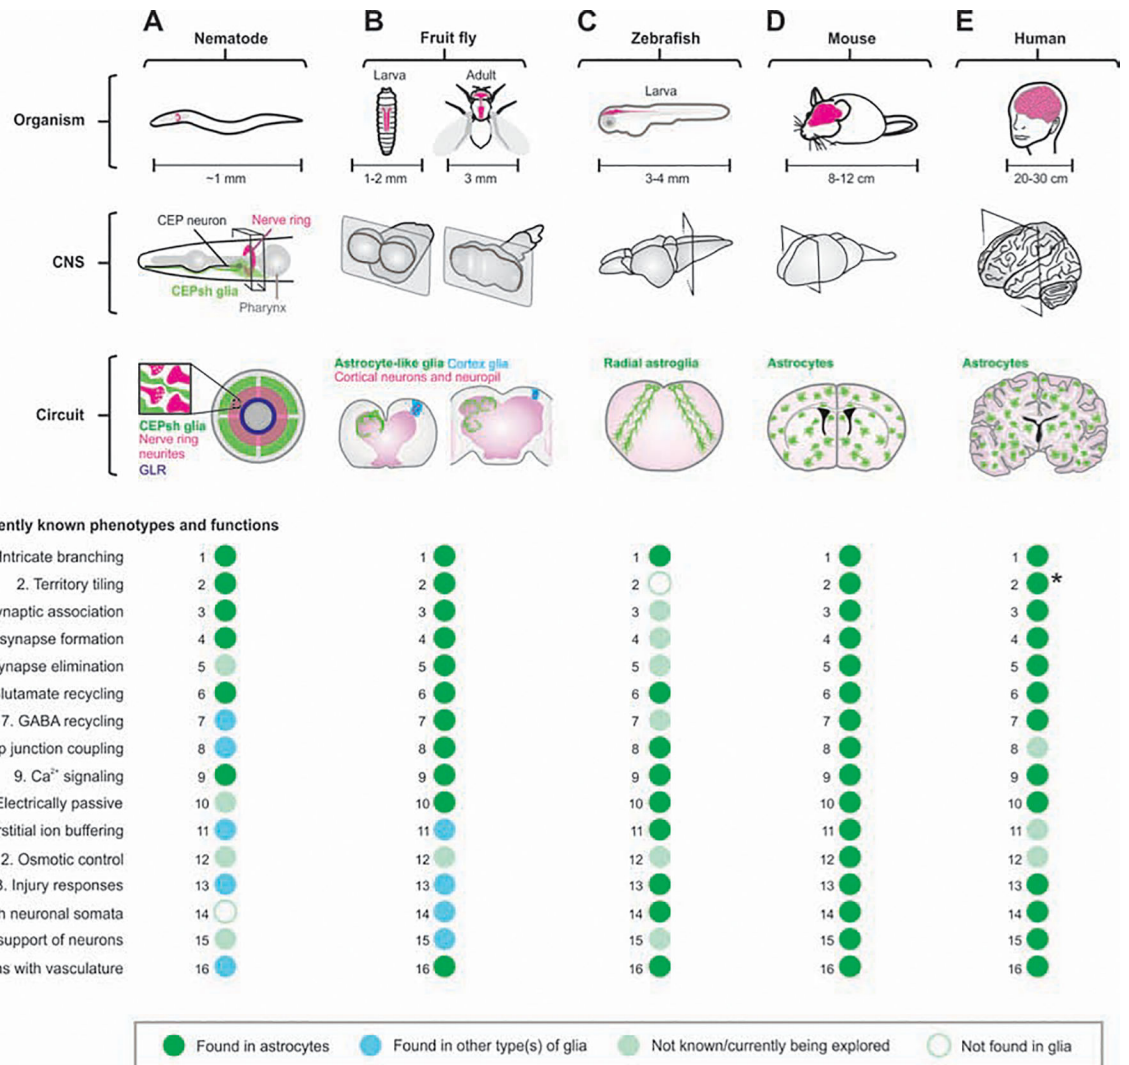 A B C D E
Nematode Fruit fly Zebrafish Mouse Human
Larva Adult
Larva
Organism
~1 mm 1-2 mm 3 mm 3-4 mm 8-12 cm 20-30 cm
CEP neuron Nerve ring
CNS
CEPsh glia
Pharynx
Astrocyte-like glia Cortex glia Radial astroglia Astrocytes Astrocytes
Cortical neurons and neuropil
Circuit
CEPsh glia
Nerve ring
neurites
GLR
ently known phenotypes and functions
Intricate branching 1 1 1 1 1
2. Territory tiling 2 2 2 2 2 *
naptic association 3 3 3 3 3
synapse formation 4 4 4 4 4
ynapse elimination 5 5 5 5 5
lutamate recycling 6 6 6 6 6
7. GABA recycling 7 7 7 7 7
p junction coupling 8 8 8 8 8
9. Ca²⁺ signaling 9 9 9 9 9
Electrically passive 10 10 10 10 10
rstitial ion buffering 11 11 11 11 11
2. Osmotic control 12 12 12 12 12
3. Injury responses 13 13 13 13 13
h neuronal somata 14 14 14 14 14
support of neurons 15 15 15 15 15
ns with vasculature 16 16 16 16 16
Found in astrocytes Found in other type(s) of glia Not known/currently being explored Not found in glia